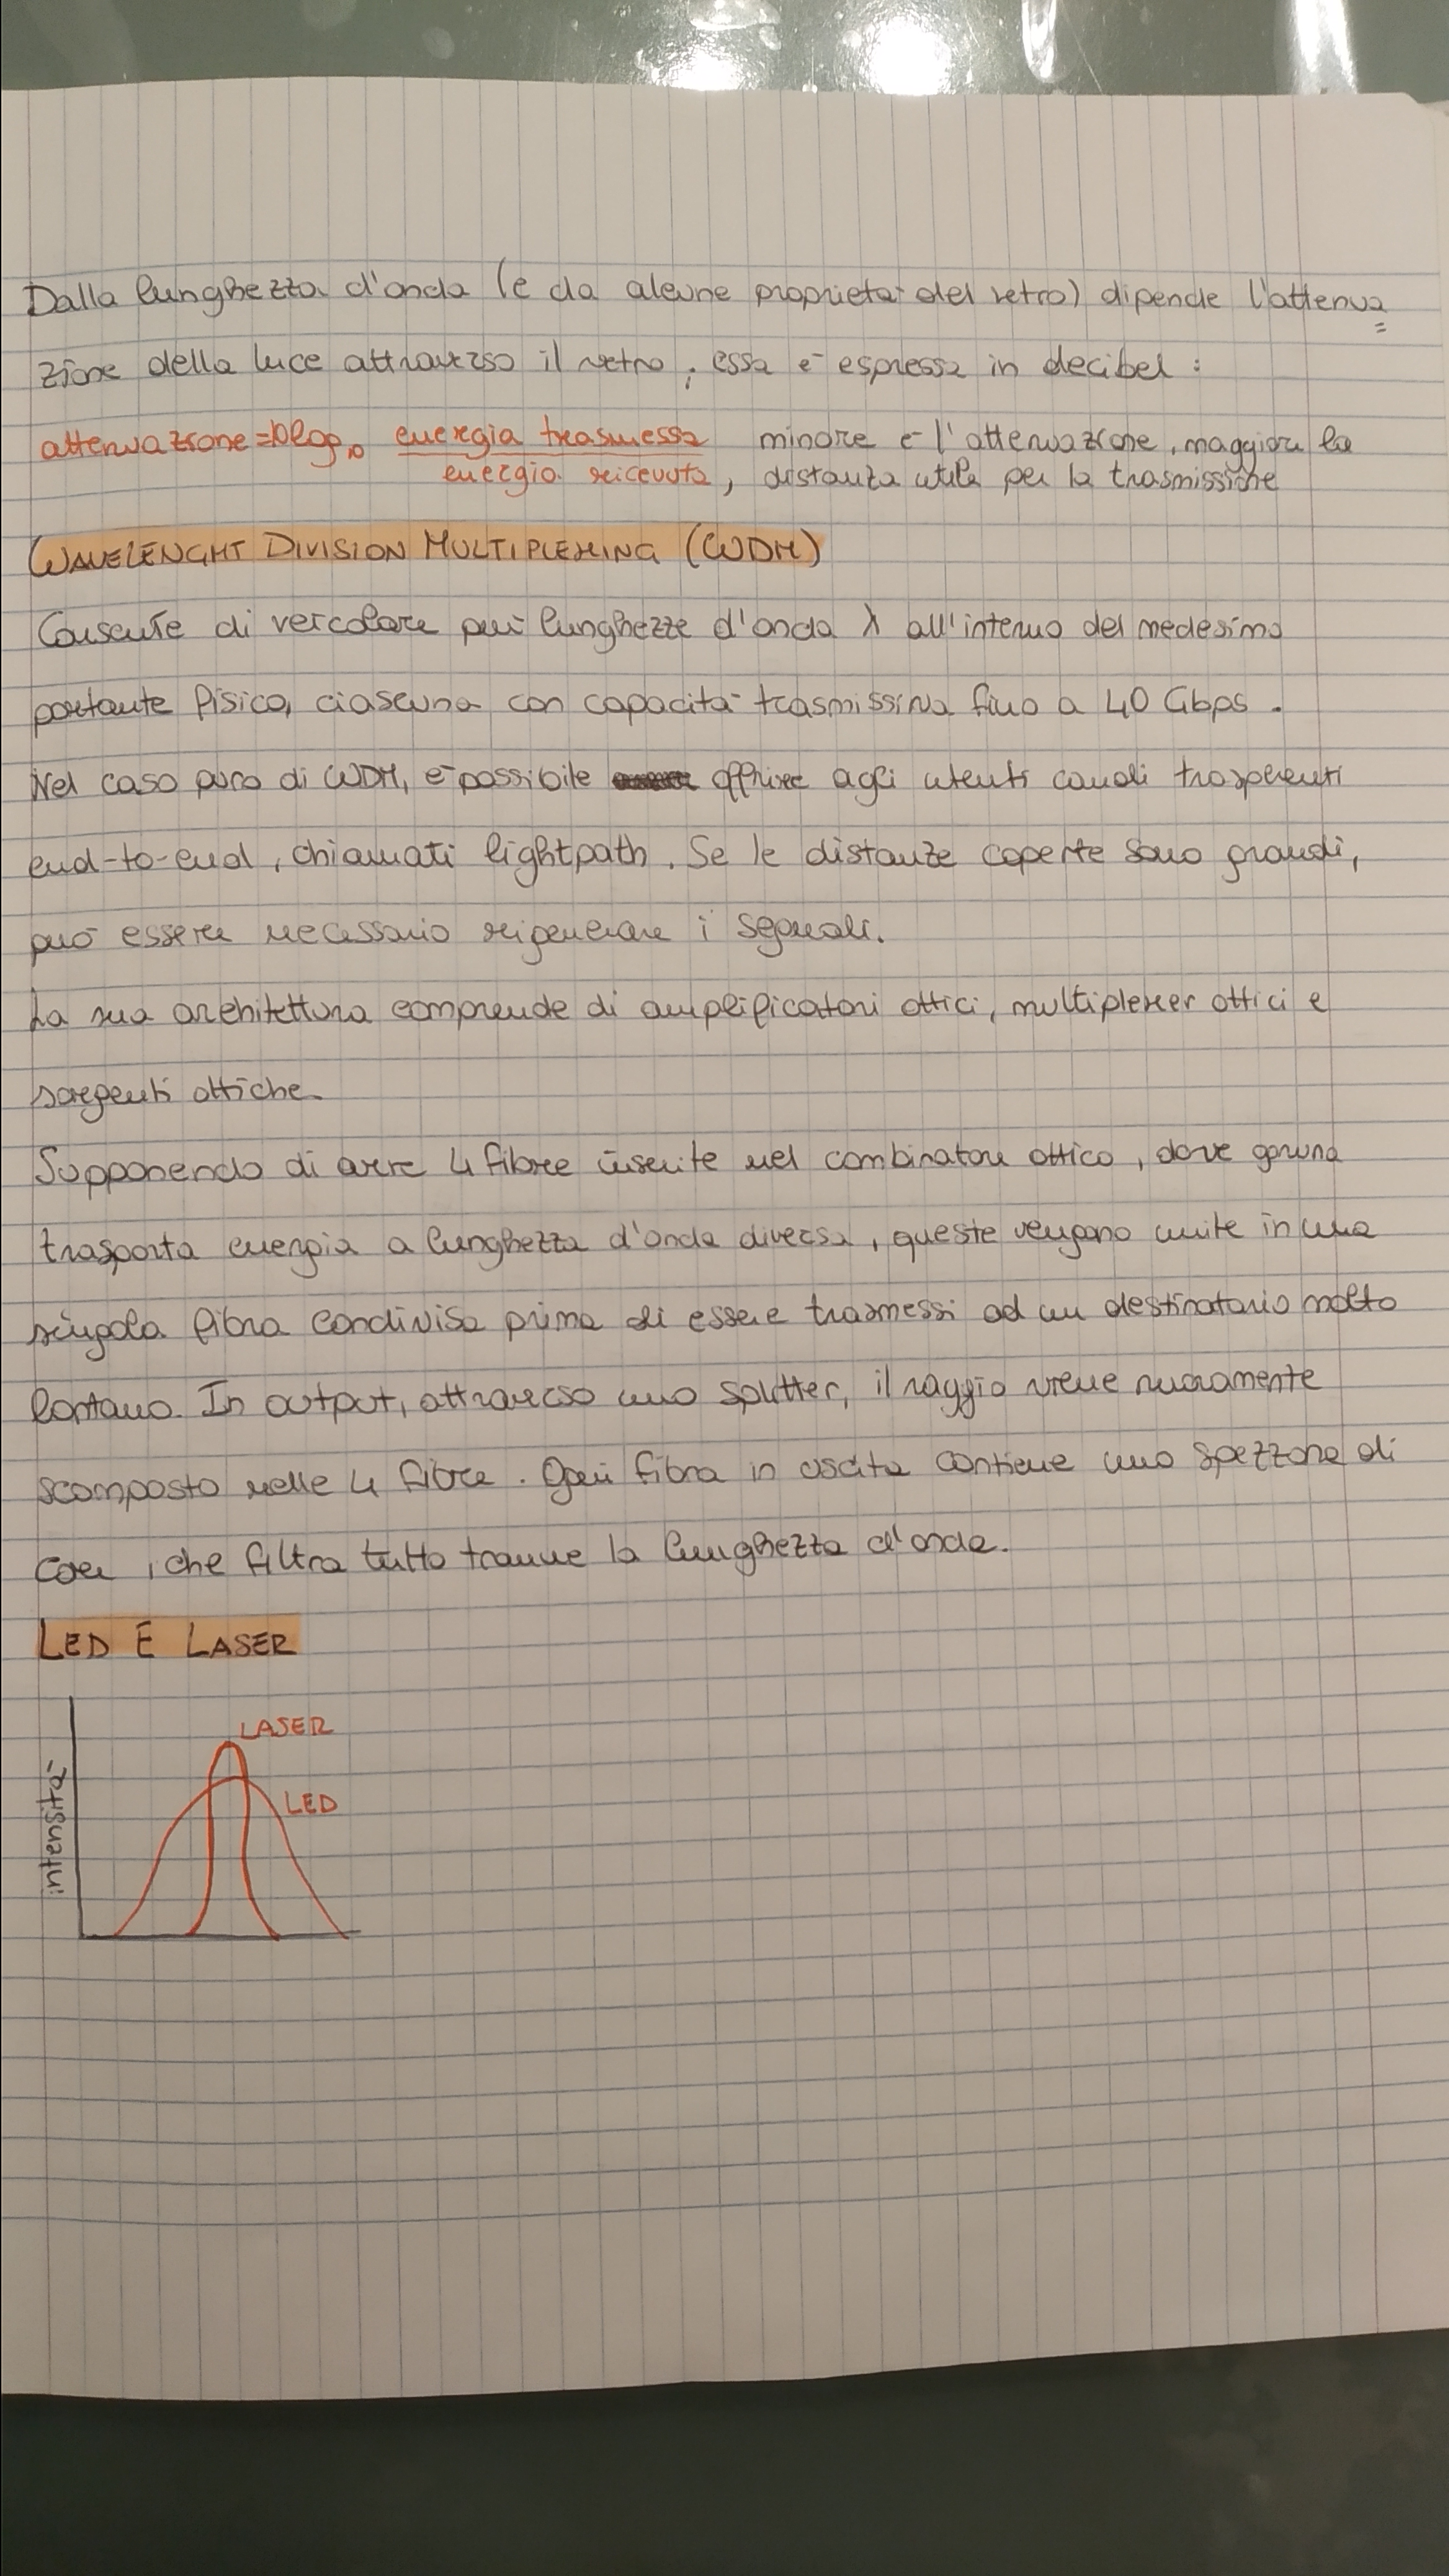 Dalla lunghezza d'onda (e da alcune proprietà del vetro) dipende l'attenua=
zione della luce attraverso il vetro; essa è espressa in decibel:
attenuazione=10log₁₀ energia trasmessa minore è l'attenuazione, maggiore la
energia ricevuta, distanza utile per la trasmissione
WAVELENGHT DIVISION MULTIPLEXING (WDM)
Consente di veicolare più lunghezze d'onda λ all'interno del medesimo
portante fisico, ciascuna con capacità trasmissiva fino a 40 Gbps.
Nel caso puro di WDM, è possibile offrire agli utenti canali trasparenti
end-to-end, chiamati lightpath. Se le distanze coperte sono grandi,
può essere necessario rigenerare i segnali.
La sua architettura comprende di amplificatori ottici, multiplexer ottici e
sorgenti ottiche.
Supponendo di avere 4 fibre inserite nel combinatore ottico, dove
trasporta energia a lunghezza d'onda diversa, queste vengono unite in una
singola fibra condivisa prima di essere trasmessi ad un destinatario molto
lontano. In output, attraverso uno splitter, il raggio viene nuovamente
scomposto nelle 4 fibre. Ogni fibra in uscita contiene uno spezzone di
core, che filtra tutto tranne la lunghezza d'onda.
LED E LASER
LASER
LED
intensità